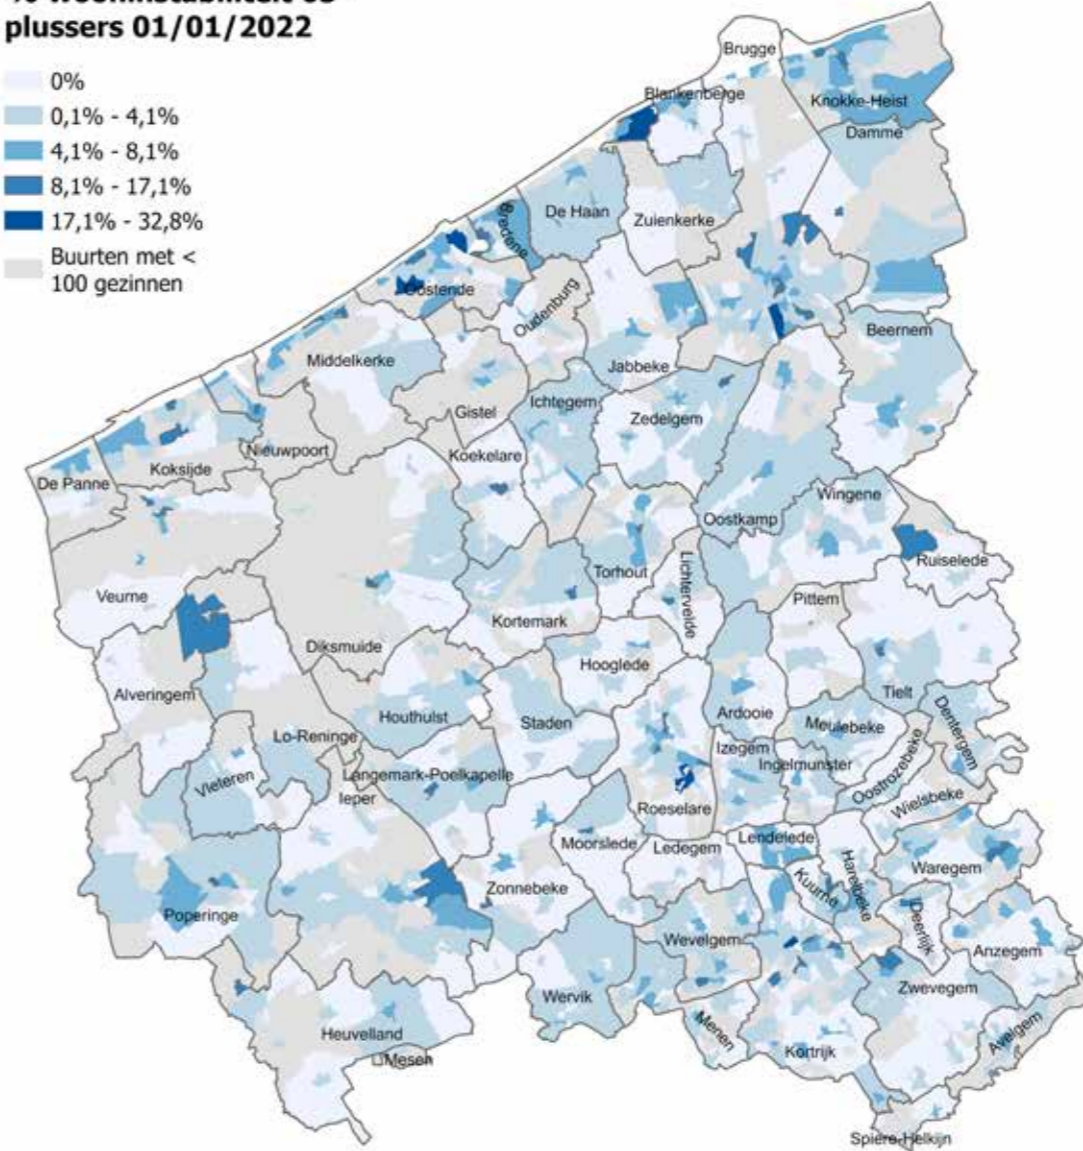 plussers 01/01/2022
0%
0,1% - 4,1%
4,1% - 8,1%
8,1% - 17,1%
17,1% - 32,8%
Buurten met <
100 gezinnen
Brugge
Blankenberge
Knokke-Heist
Damme
De Haan
Zuienkerke
Bredene
Oostende
Oudenburg
Beernem
Middelkerke
Jabbeke
Ichtegem
Gistel
Zedelgem
Nieuwpoort
Koekelare
Koksijde
De Panne
Wingene
Oostkamp
Ruiselede
Torhout
Lichtervelde
Veurne
Pittem
Kortemark
Diksmuide
Hooglede
Alveringem
Tielt
Ardooie
Houthulst
Staden
Meulebeke
Dentergem
Lo-Reninge
Izegem
Ingelmunster
Oostrozebeke
Langemark-Poelkapelle
Vleteren
Ieper
Wielsbeke
Roeselare
Lendelede
Moorslede
Ledegem
Harelbeke
Waregem
Zonnebeke
Kuurne
Poperinge
Deerlijk
Wevelgem
Anzegem
Zwevegem
Wervik
Heuvelland
Menen
Avelgem
Kortrijk
Mesen
Spiere-Helkijn